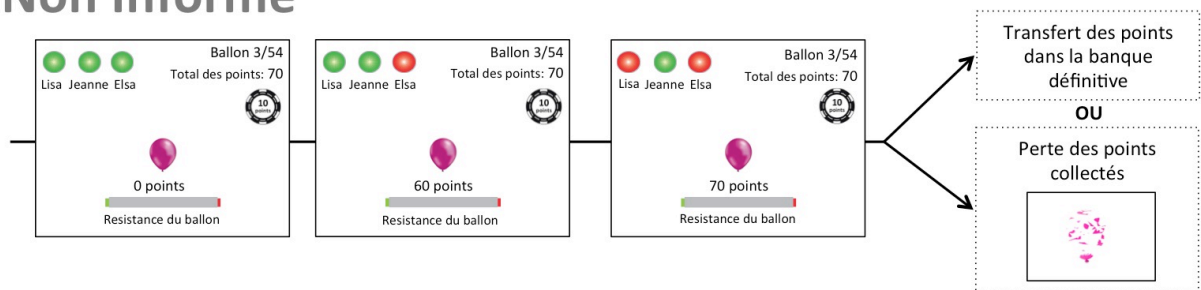 Non informé
Ballon 3/54
Total des points: 70
Lisa Jeanne Elsa
10
points
0 points
Resistance du ballon
Ballon 3/54
Total des points: 70
Lisa Jeanne Elsa
10
points
60 points
Resistance du ballon
Ballon 3/54
Total des points: 70
Lisa Jeanne Elsa
10
points
70 points
Resistance du ballon
Transfert des points
dans la banque
définitive
OU
Perte des points
collectés